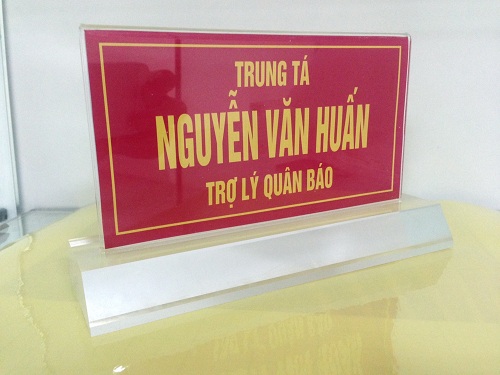 TRUNG TÁ
NGUYỄN VĂN HUẤN
TRỢ LÝ QUÂN BÁO